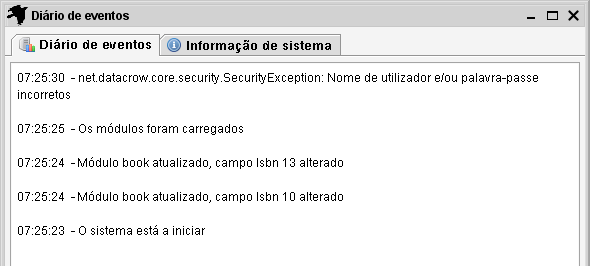 Diário de eventos
Diário de eventos
Informação de sistema
07:25:30 - net.datacrow.core.security.SecurityException: Nome de utilizador e/ou palavra-passe
incorretos
07:25:25 - Os módulos foram carregados
07:25:24 - Módulo book atualizado, campo Isbn 13 alterado
07:25:24 - Módulo book atualizado, campo Isbn 10 alterado
07:25:23 - O sistema está a iniciar